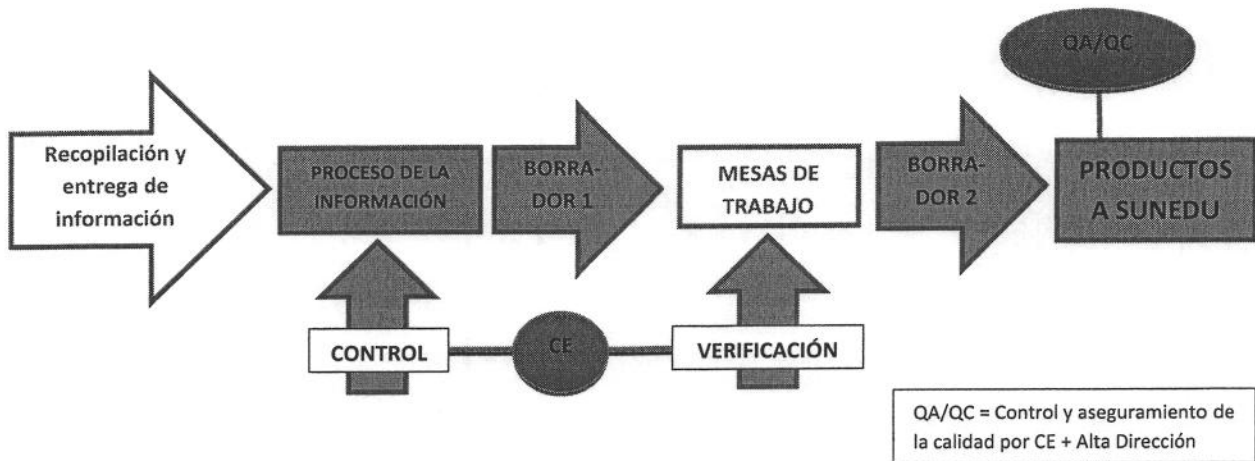 QA/QC
Recopilación y
entrega de
información
PROCESO DE LA
INFORMACIÓN
BORRA-
DOR 1
MESAS DE
TRABAJO
BORRA-
DOR 2
PRODUCTOS
A SUNEDU
CONTROL
CE
VERIFICACIÓN
QA/QC = Control y aseguramiento de
la calidad por CE + Alta Dirección